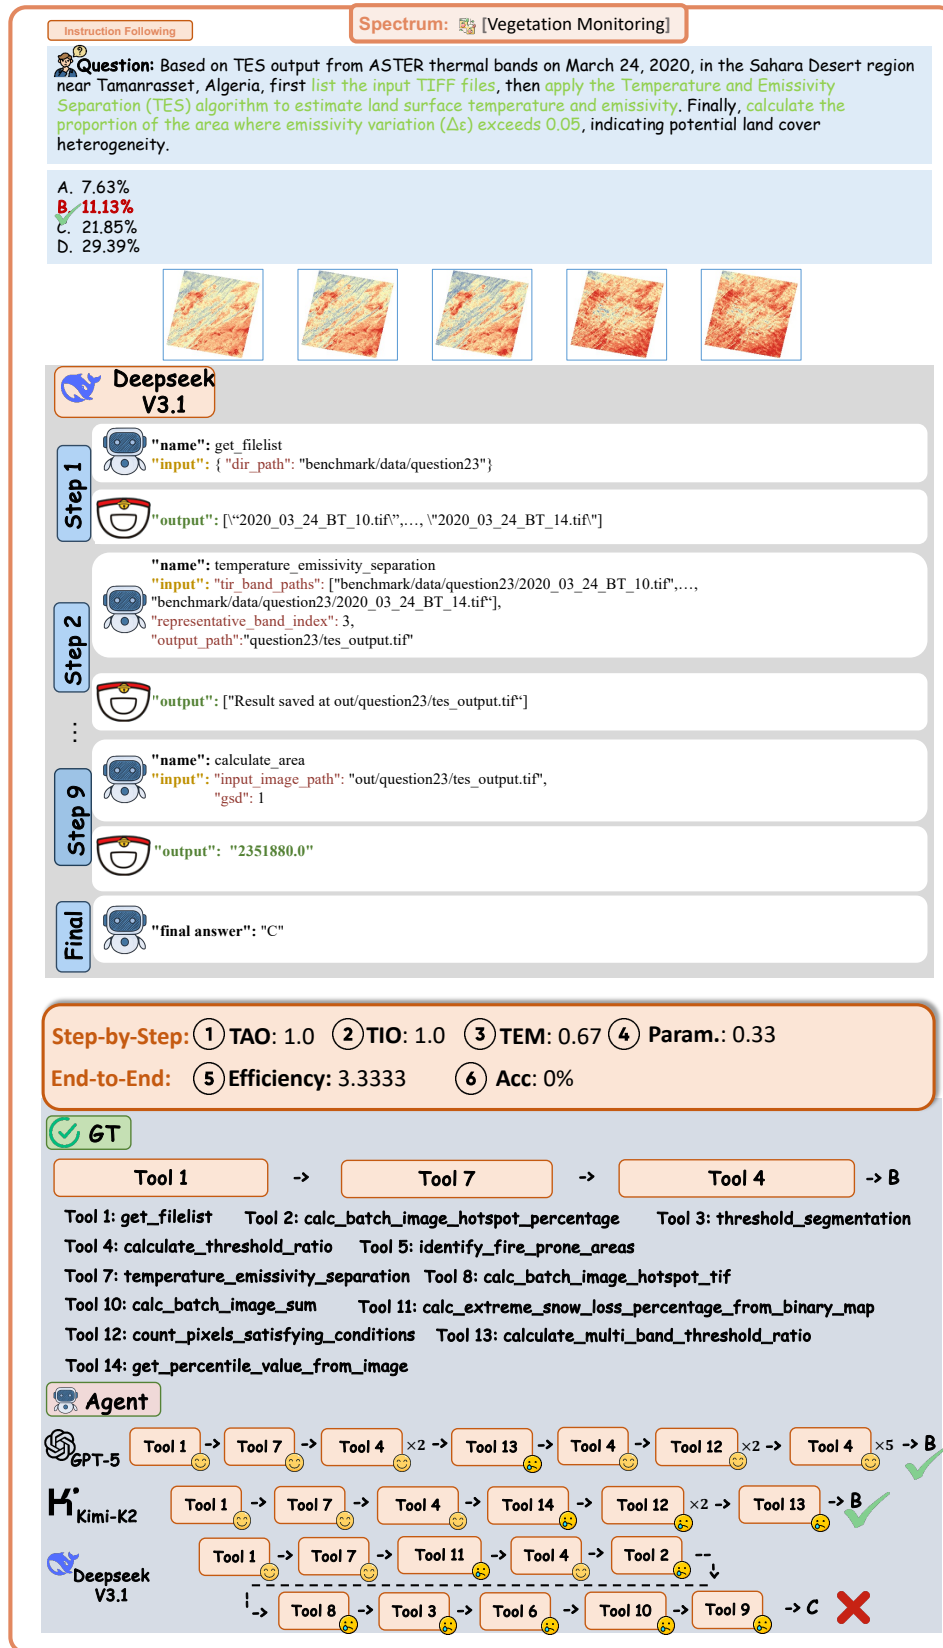 Instruction Following
Spectrum: [Vegetation Monitoring]
Question: Based on TES output from ASTER thermal bands on March 24, 2020, in the Sahara Desert region
near Tamanrasset, Algeria, first list the input TIFF files, then apply the Temperature and Emissivity
Separation (TES) algorithm to estimate land surface temperature and emissivity. Finally, calculate the
proportion of the area where emissivity variation (Δε) exceeds 0.05, indicating potential land cover
heterogeneity.
A. 7.63%
B. 11.13%
C. 21.85%
D. 29.39%
Deepseek
V3.1
Step 1
"name": get_filelist
"input": { "dir_path": "benchmark/data/question23"}
"output": [\“2020_03_24_BT_10.tif\”,…, \"2020_03_24_BT_14.tif\"]
Step 2
"name": temperature_emissivity_separation
"input": "tir_band_paths": ["benchmark/data/question23/2020_03_24_BT_10.tif",…,
"benchmark/data/question23/2020_03_24_BT_14.tif“],
"representative_band_index": 3,
"output_path":"question23/tes_output.tif"
"output": ["Result saved at out/question23/tes_output.tif“]
⋮
Step 9
"name": calculate_area
"input": "input_image_path": "out/question23/tes_output.tif",
"gsd": 1
"output": "2351880.0"
Final
"final answer": "C"
Step-by-Step: 1 TAO: 1.0 2 TIO: 1.0 3 TEM: 0.67 4 Param.: 0.33
End-to-End: 5 Efficiency: 3.3333 6 Acc: 0%
GT
Tool 1 -> Tool 7 -> Tool 4 -> B
Tool 1: get_filelist Tool 2: calc_batch_image_hotspot_percentage Tool 3: threshold_segmentation
Tool 4: calculate_threshold_ratio Tool 5: identify_fire_prone_areas
Tool 7: temperature_emissivity_separation Tool 8: calc_batch_image_hotspot_tif
Tool 10: calc_batch_image_sum Tool 11: calc_extreme_snow_loss_percentage_from_binary_map
Tool 12: count_pixels_satisfying_conditions Tool 13: calculate_multi_band_threshold_ratio
Tool 14: get_percentile_value_from_image
Agent
GPT-5 Tool 1 -> Tool 7 -> Tool 4 ×2 -> Tool 13 -> Tool 4 -> Tool 12 ×2 -> Tool 4 ×5 -> B
Kimi-K2 Tool 1 -> Tool 7 -> Tool 4 -> Tool 14 -> Tool 12 ×2 -> Tool 13 -> B
Deepseek V3.1 Tool 1 -> Tool 7 -> Tool 11 -> Tool 4 -> Tool 2
-> Tool 8 -> Tool 3 -> Tool 6 -> Tool 10 -> Tool 9 -> C